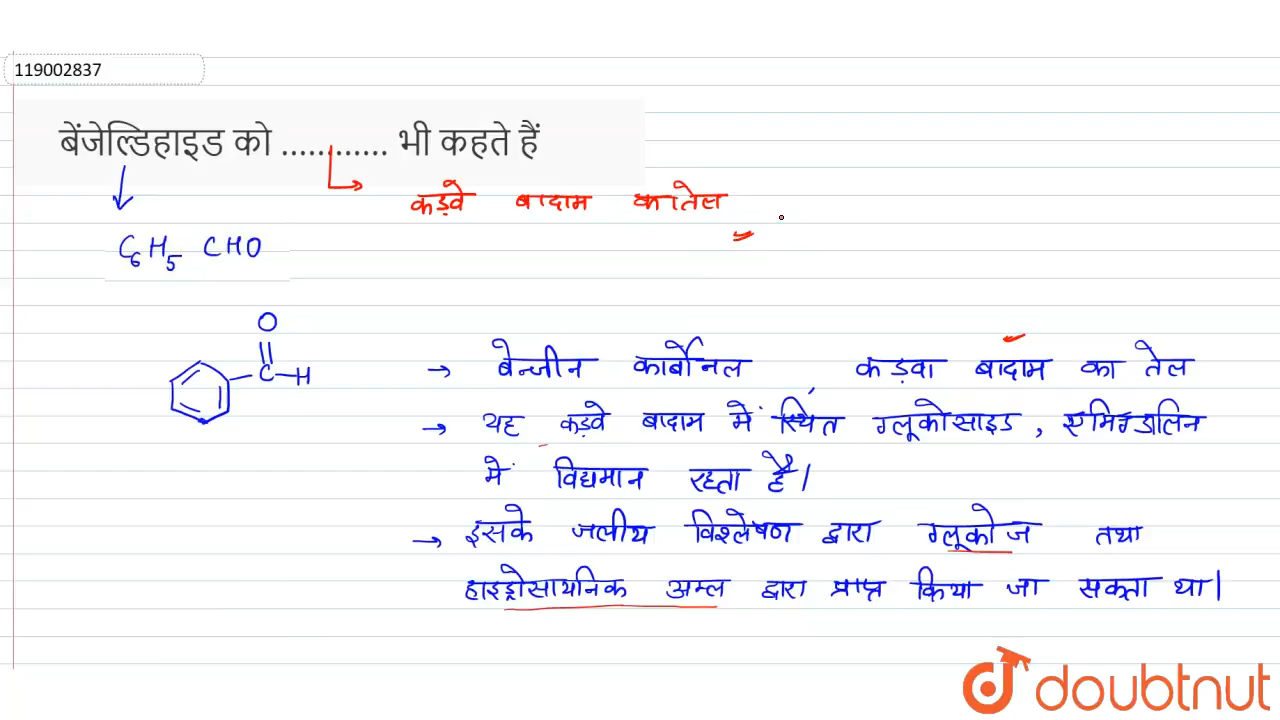 119002837
बेंजेल्डिहाइड को ............. भी कहते हैं
कड़वे बादाम का तेल
C6H5 CHO
O
C-H
→ बेन्जीन कार्बोनल , कड़वा बादाम का तेल
→ यह कड़वे बादाम में स्थित ग्लूकोसाइड , एमिग्डालिन
में विद्यमान रहता है।
→ इसके जलीय विश्लेषण द्वारा ग्लूकोज तथा
हाइड्रोसायनिक अम्ल द्वारा प्राप्त किया जा सकता था।
doubtnut